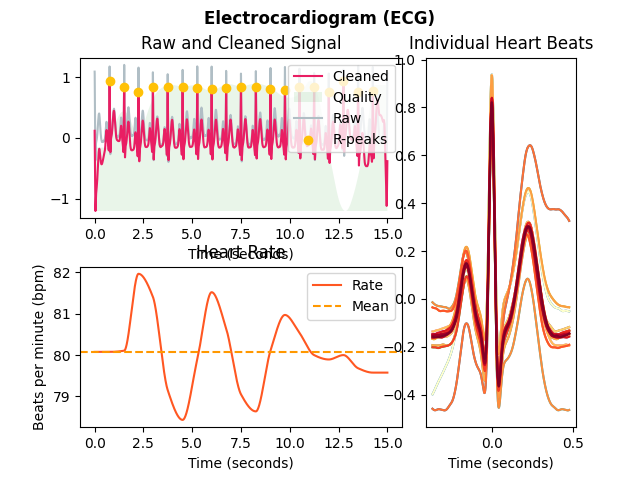 Electrocardiogram (ECG)
Raw and Cleaned Signal
1
0
−1
0.0 2.5 5.0 7.5 10.0 12.5 15.0
Time (seconds)
Cleaned
Quality
Raw
R-peaks
Heart Rate
82
81
80
79
Beats per minute (bpm)
0.0 2.5 5.0 7.5 10.0 12.5 15.0
Time (seconds)
Rate
Mean
Individual Heart Beats
1.0
0.8
0.6
0.4
0.2
0.0
−0.2
−0.4
0.0 0.5
Time (seconds)